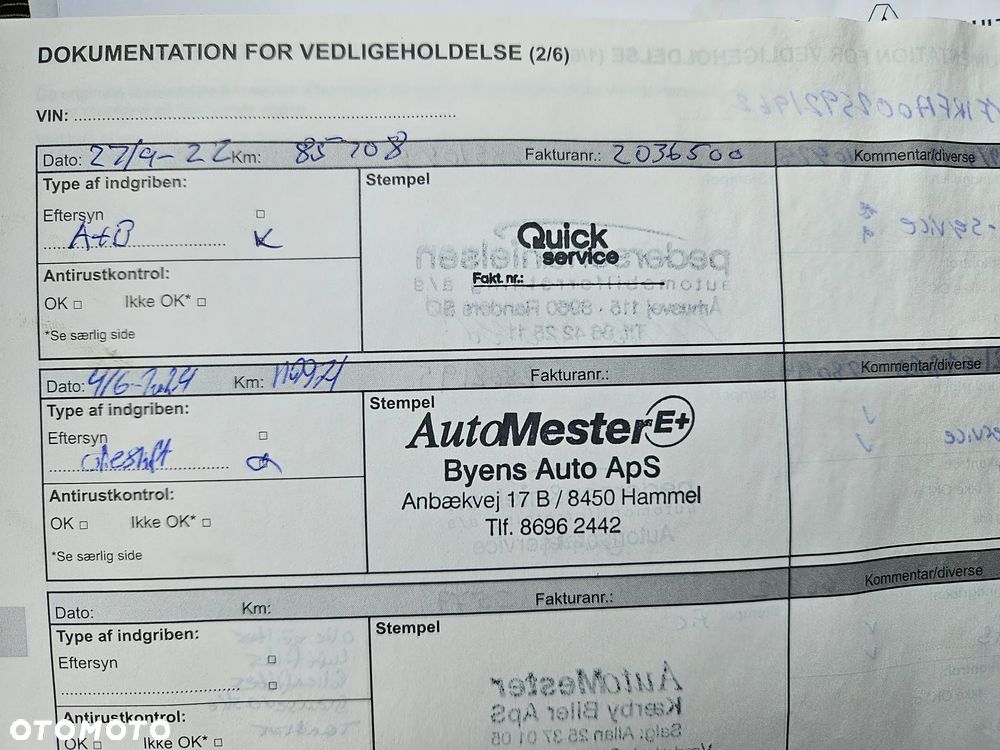 DOKUMENTATION FOR VEDLIGEHOLDELSE (2/6)
VIN:
Dato: 27/9-22 Km: 85708 Fakturanr.: 2036500 Kommentar/diverse
Type af indgriben: Stempel
Eftersyn
A+B
Quick
service
Fakt. nr.:
Antirustkontrol:
OK Ikke OK*
*Se særlig side
Dato: 4/6-2024 Km: Fakturanr.: Kommentar/diverse
Type af indgriben: Stempel
Eftersyn
olieskift
AutoMester E+
Byens Auto ApS
Anbækvej 17 B / 8450 Hammel
Tlf. 8696 2442
Antirustkontrol:
OK Ikke OK*
*Se særlig side
Dato: Km: Fakturanr.: Kommentar/diverse
Type af indgriben: Stempel
Eftersyn
Antirustkontrol:
OK Ikke OK*
OTOMOTO